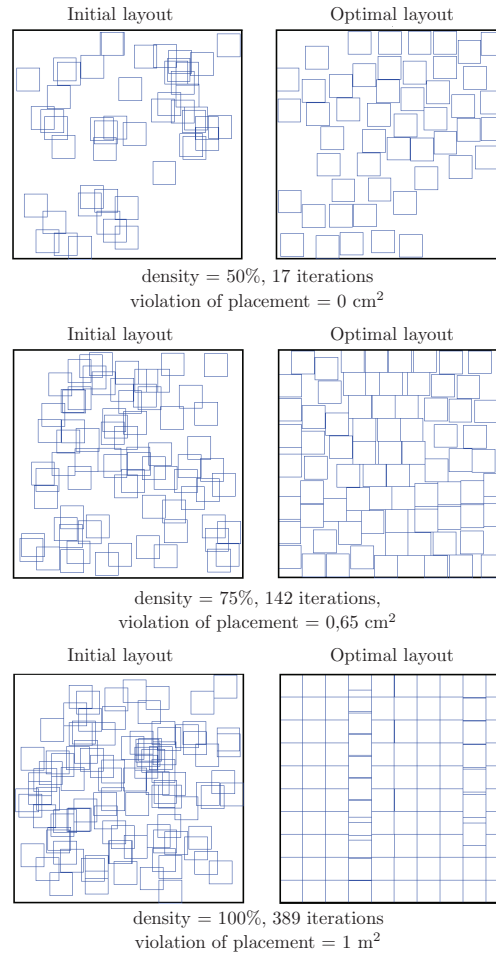 Initial layout
Optimal layout
density = 50%, 17 iterations
violation of placement = 0 cm²
Initial layout
Optimal layout
density = 75%, 142 iterations,
violation of placement = 0,65 cm²
Initial layout
Optimal layout
density = 100%, 389 iterations
violation of placement = 1 m²